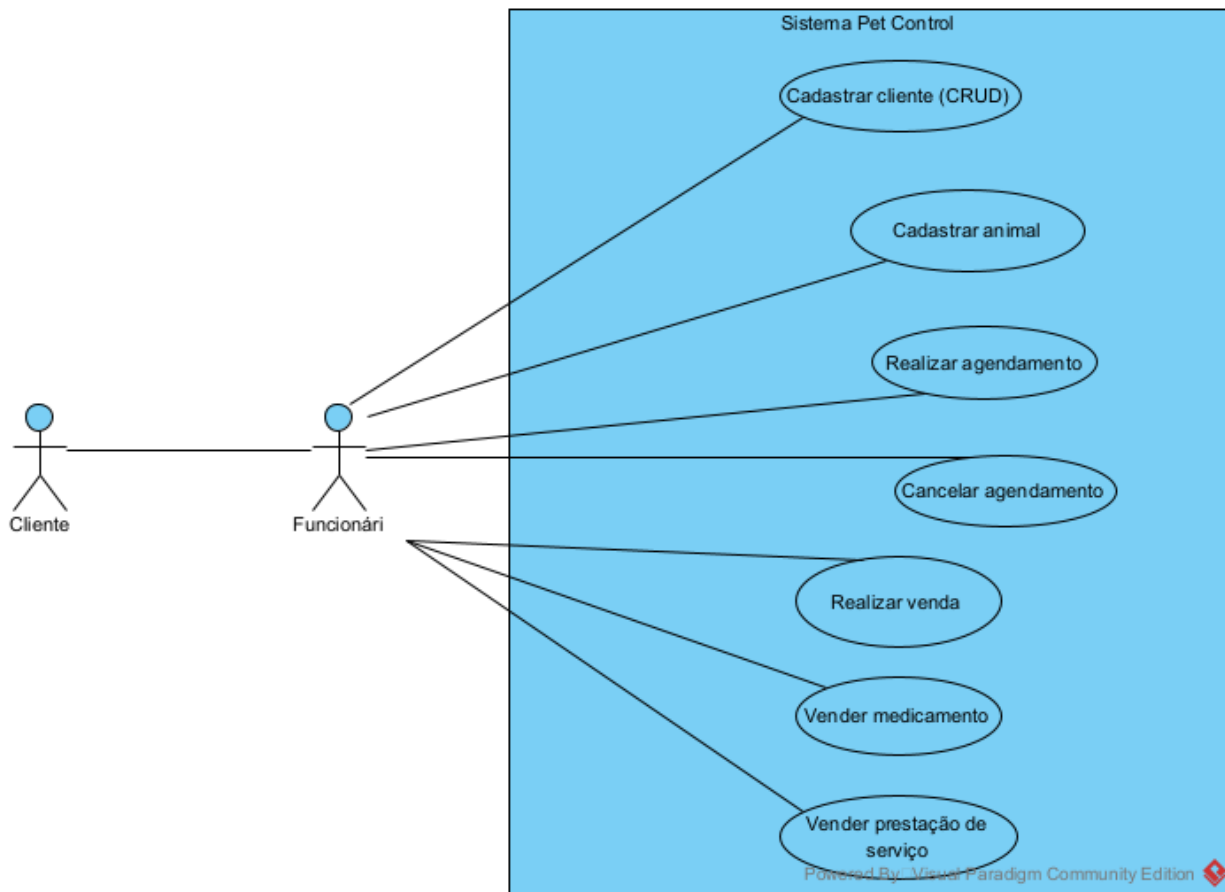 Sistema Pet Control
Cadastrar cliente (CRUD)
Cadastrar animal
Realizar agendamento
Cancelar agendamento
Cliente
Funcionári
Realizar venda
Vender medicamento
Vender prestação de
serviço
Powered By Visual Paradigm Community Edition